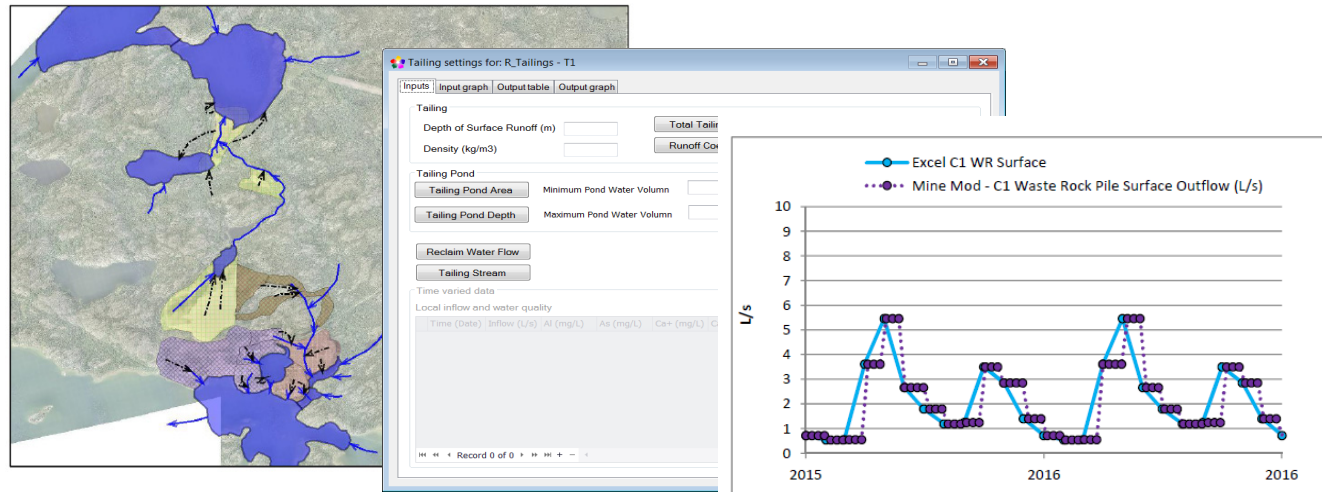 Tailing settings for: R_Tailings - T1
Inputs Input graph Output table Output graph
Tailing
Depth of Surface Runoff (m)
Total Tailin
Density (kg/m3)
Runoff Coe
Tailing Pond
Tailing Pond Area Minimum Pond Water Volumn
Tailing Pond Depth Maximum Pond Water Volumn
Reclaim Water Flow
Tailing Stream
Time varied data
Local inflow and water quality
Time (Date) Inflow (L/s) Al (mg/L) As (mg/L) Ca+ (mg/L) C
Record 0 of 0
Excel C1 WR Surface
Mine Mod - C1 Waste Rock Pile Surface Outflow (L/s)
L/s
10
9
8
7
6
5
4
3
2
1
0
2015 2016 2016